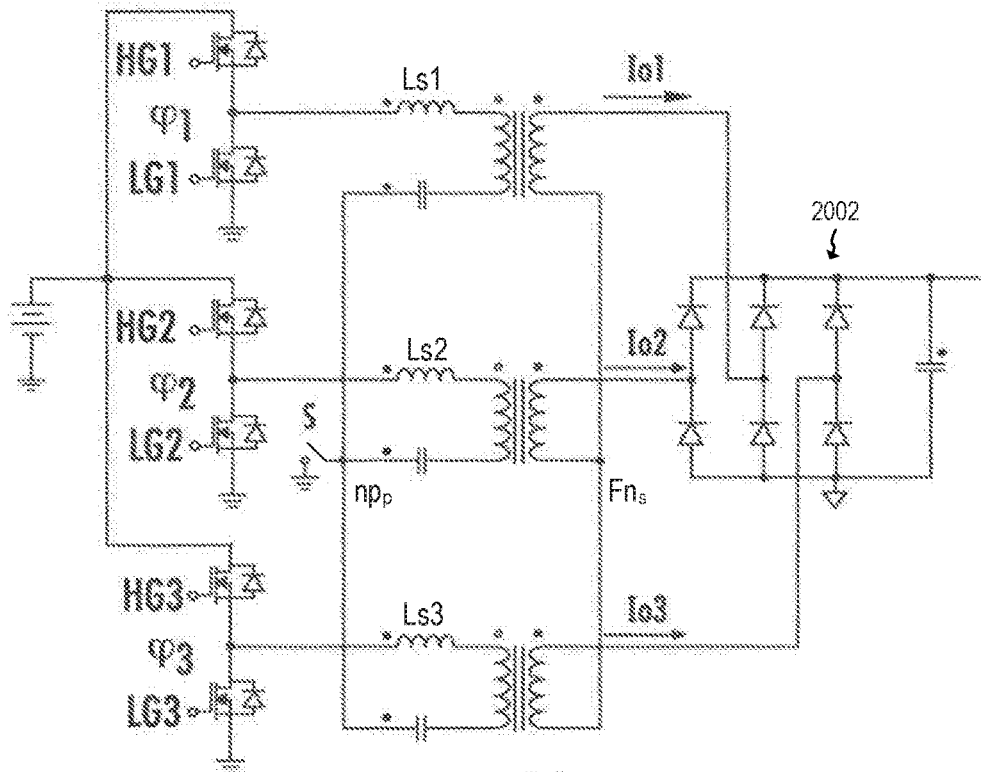 HG1
Ls1
Io1
φ1
LG1
2002
HG2
Ls2
Io2
φ2
S
LG2
npp
Fns
HG3
Ls3
Io3
φ3
LG3